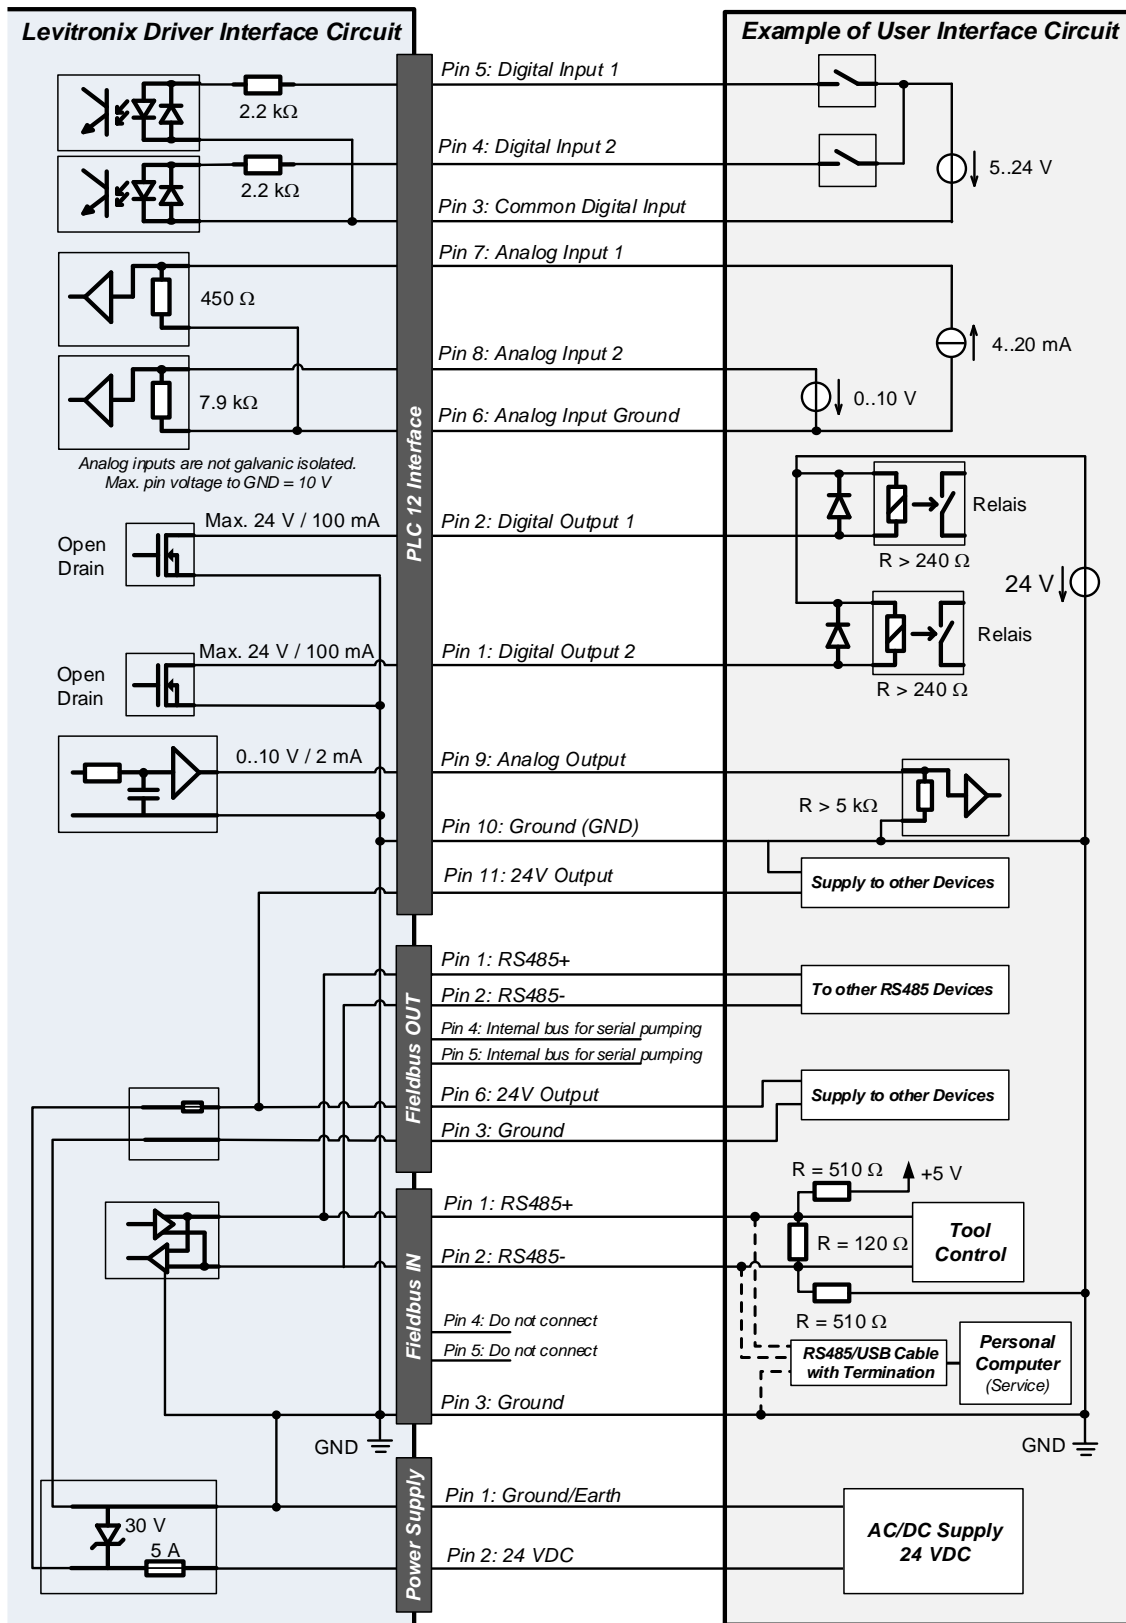 Levitronix Driver Interface Circuit
Example of User Interface Circuit
Pin 5: Digital Input 1
2.2 kΩ
Pin 4: Digital Input 2
2.2 kΩ
5..24 V
Pin 3: Common Digital Input
Pin 7: Analog Input 1
450 Ω
4..20 mA
Pin 8: Analog Input 2
7.9 kΩ
0..10 V
Pin 6: Analog Input Ground
Analog inputs are not galvanic isolated.
Max. pin voltage to GND = 10 V
PLC 12 Interface
Max. 24 V / 100 mA
Pin 2: Digital Output 1
Open
Drain
Relais
R > 240 Ω
24 V
Max. 24 V / 100 mA
Pin 1: Digital Output 2
Open
Drain
Relais
R > 240 Ω
0..10 V / 2 mA
Pin 9: Analog Output
R > 5 kΩ
Pin 10: Ground (GND)
Pin 11: 24V Output
Supply to other Devices
Fieldbus OUT
Pin 1: RS485+
Pin 2: RS485-
To other RS485 Devices
Pin 4: Internal bus for serial pumping
Pin 5: Internal bus for serial pumping
Pin 6: 24V Output
Supply to other Devices
Pin 3: Ground
Fieldbus IN
R = 510 Ω
+5 V
Pin 1: RS485+
R = 120 Ω
Tool
Control
Pin 2: RS485-
R = 510 Ω
Pin 4: Do not connect
Pin 5: Do not connect
RS485/USB Cable
with Termination
Personal
Computer
(Service)
Pin 3: Ground
GND
GND
Power Supply
Pin 1: Ground/Earth
30 V
5 A
Pin 2: 24 VDC
AC/DC Supply
24 VDC